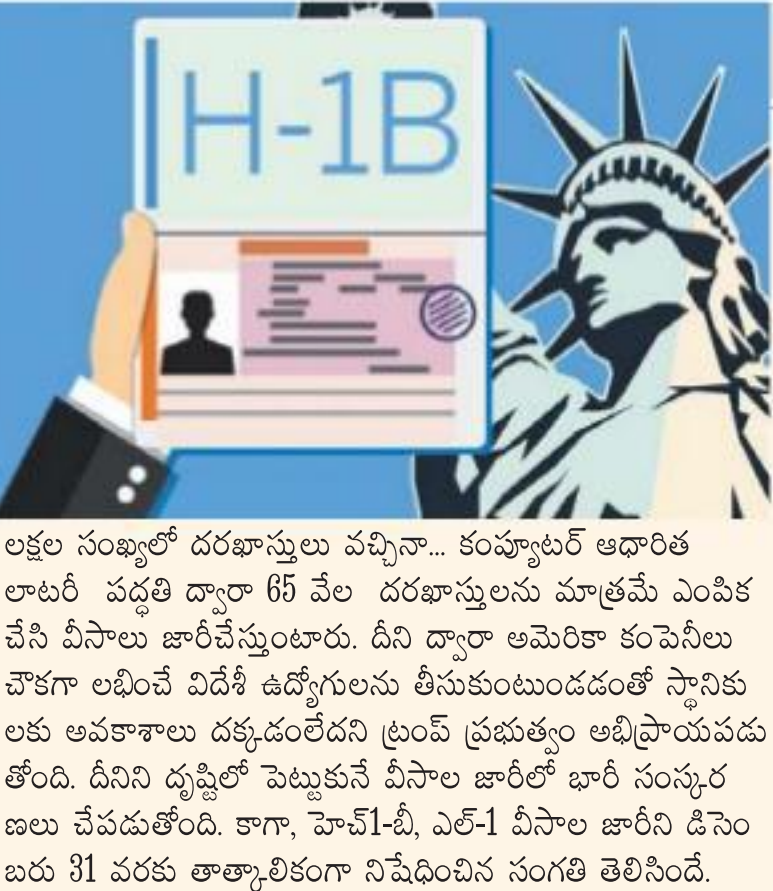 H-1B
లక్షల సంఖ్యలో దరఖాస్తులు వచ్చినా... కంప్యూటర్ ఆధారిత
లాటరీ పద్ధతి ద్వారా 65 వేల దరఖాస్తులను మాత్రమే ఎంపిక
చేసి వీసాలు జారీచేస్తుంటారు. దీని ద్వారా అమెరికా కంపెనీలు
చౌకగా లభించే విదేశీ ఉద్యోగులను తీసుకుంటుండడంతో స్థానికు
లకు అవకాశాలు దక్కడంలేదని ట్రంప్ ప్రభుత్వం అభిప్రాయపడు
తోంది. దీనిని దృష్టిలో పెట్టుకునే వీసాల జారీలో భారీ సంస్కర
ణలు చేపడుతోంది. కాగా, హెచ్1-బీ, ఎల్-1 వీసాల జారీని డిసెం
బరు 31 వరకు తాత్కాలికంగా నిషేధించిన సంగతి తెలిసిందే.